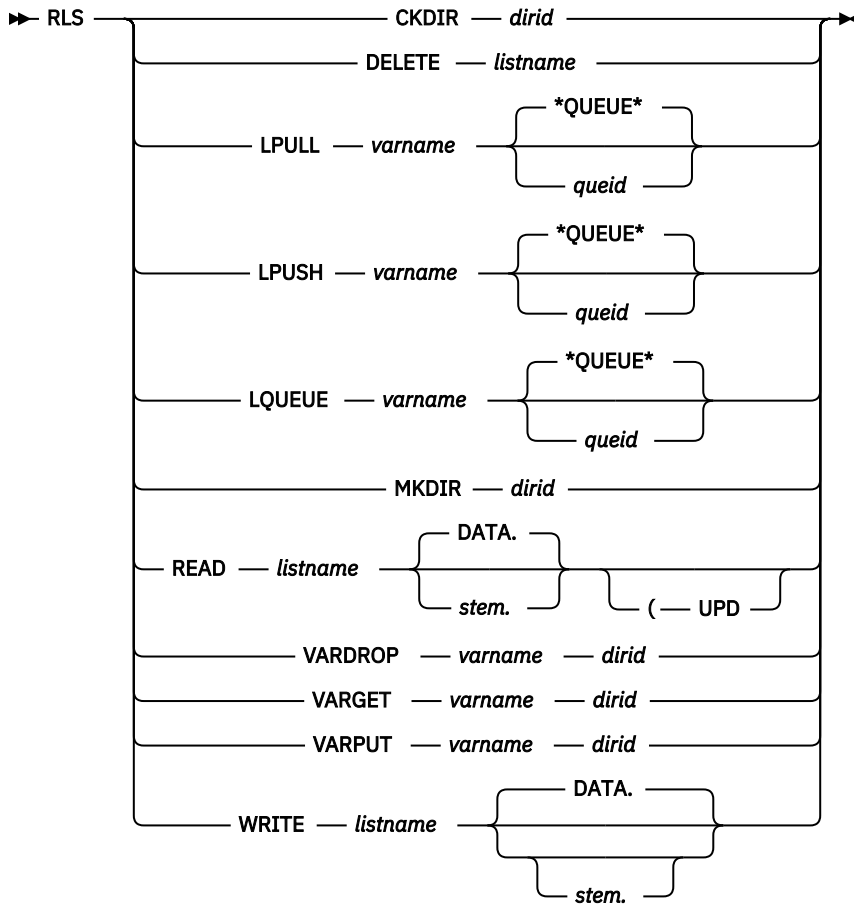 RLS CKDIR dirid
DELETE listname
*QUEUE*
LPULL varname
queid
*QUEUE*
LPUSH varname
queid
*QUEUE*
LQUEUE varname
queid
MKDIR dirid
DATA.
READ listname
stem. ( UPD
VARDROP varname dirid
VARGET varname dirid
VARPUT varname dirid
DATA.
WRITE listname
stem.